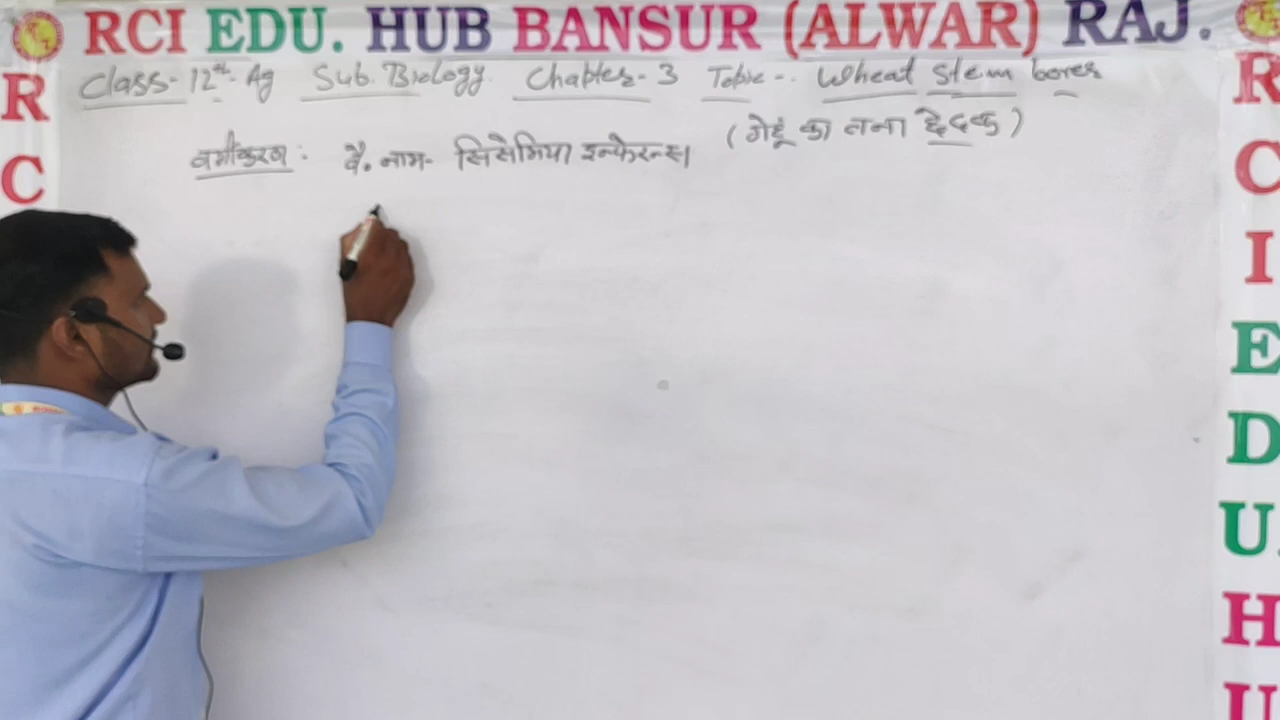 RCI EDU. HUB BANSUR (ALWAR) RAJ.
Class- 12th Ag Sub. Biology. Chapter- 3 Topic-. Wheat Stem borer
(गेहूं का तना छेदक)
वर्गीकरण: वै. नाम- सिसेमिया इन्फेरन्स।
R
C
R
C
I
E
D
U.
H
U